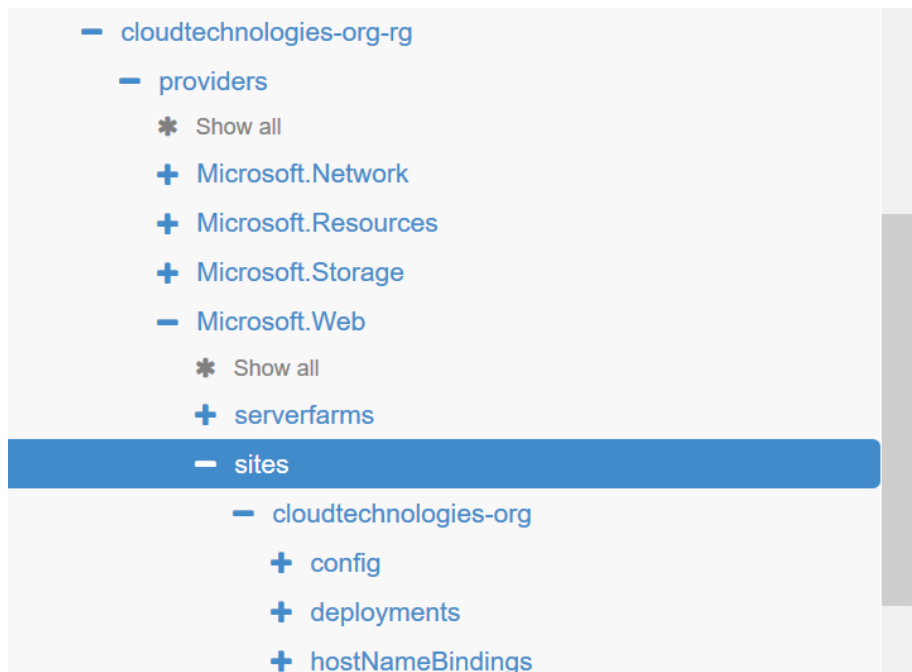 cloudtechnologies-org-rg
providers
Show all
Microsoft.Network
Microsoft.Resources
Microsoft.Storage
Microsoft.Web
Show all
serverfarms
sites
cloudtechnologies-org
config
deployments
hostNameBindings